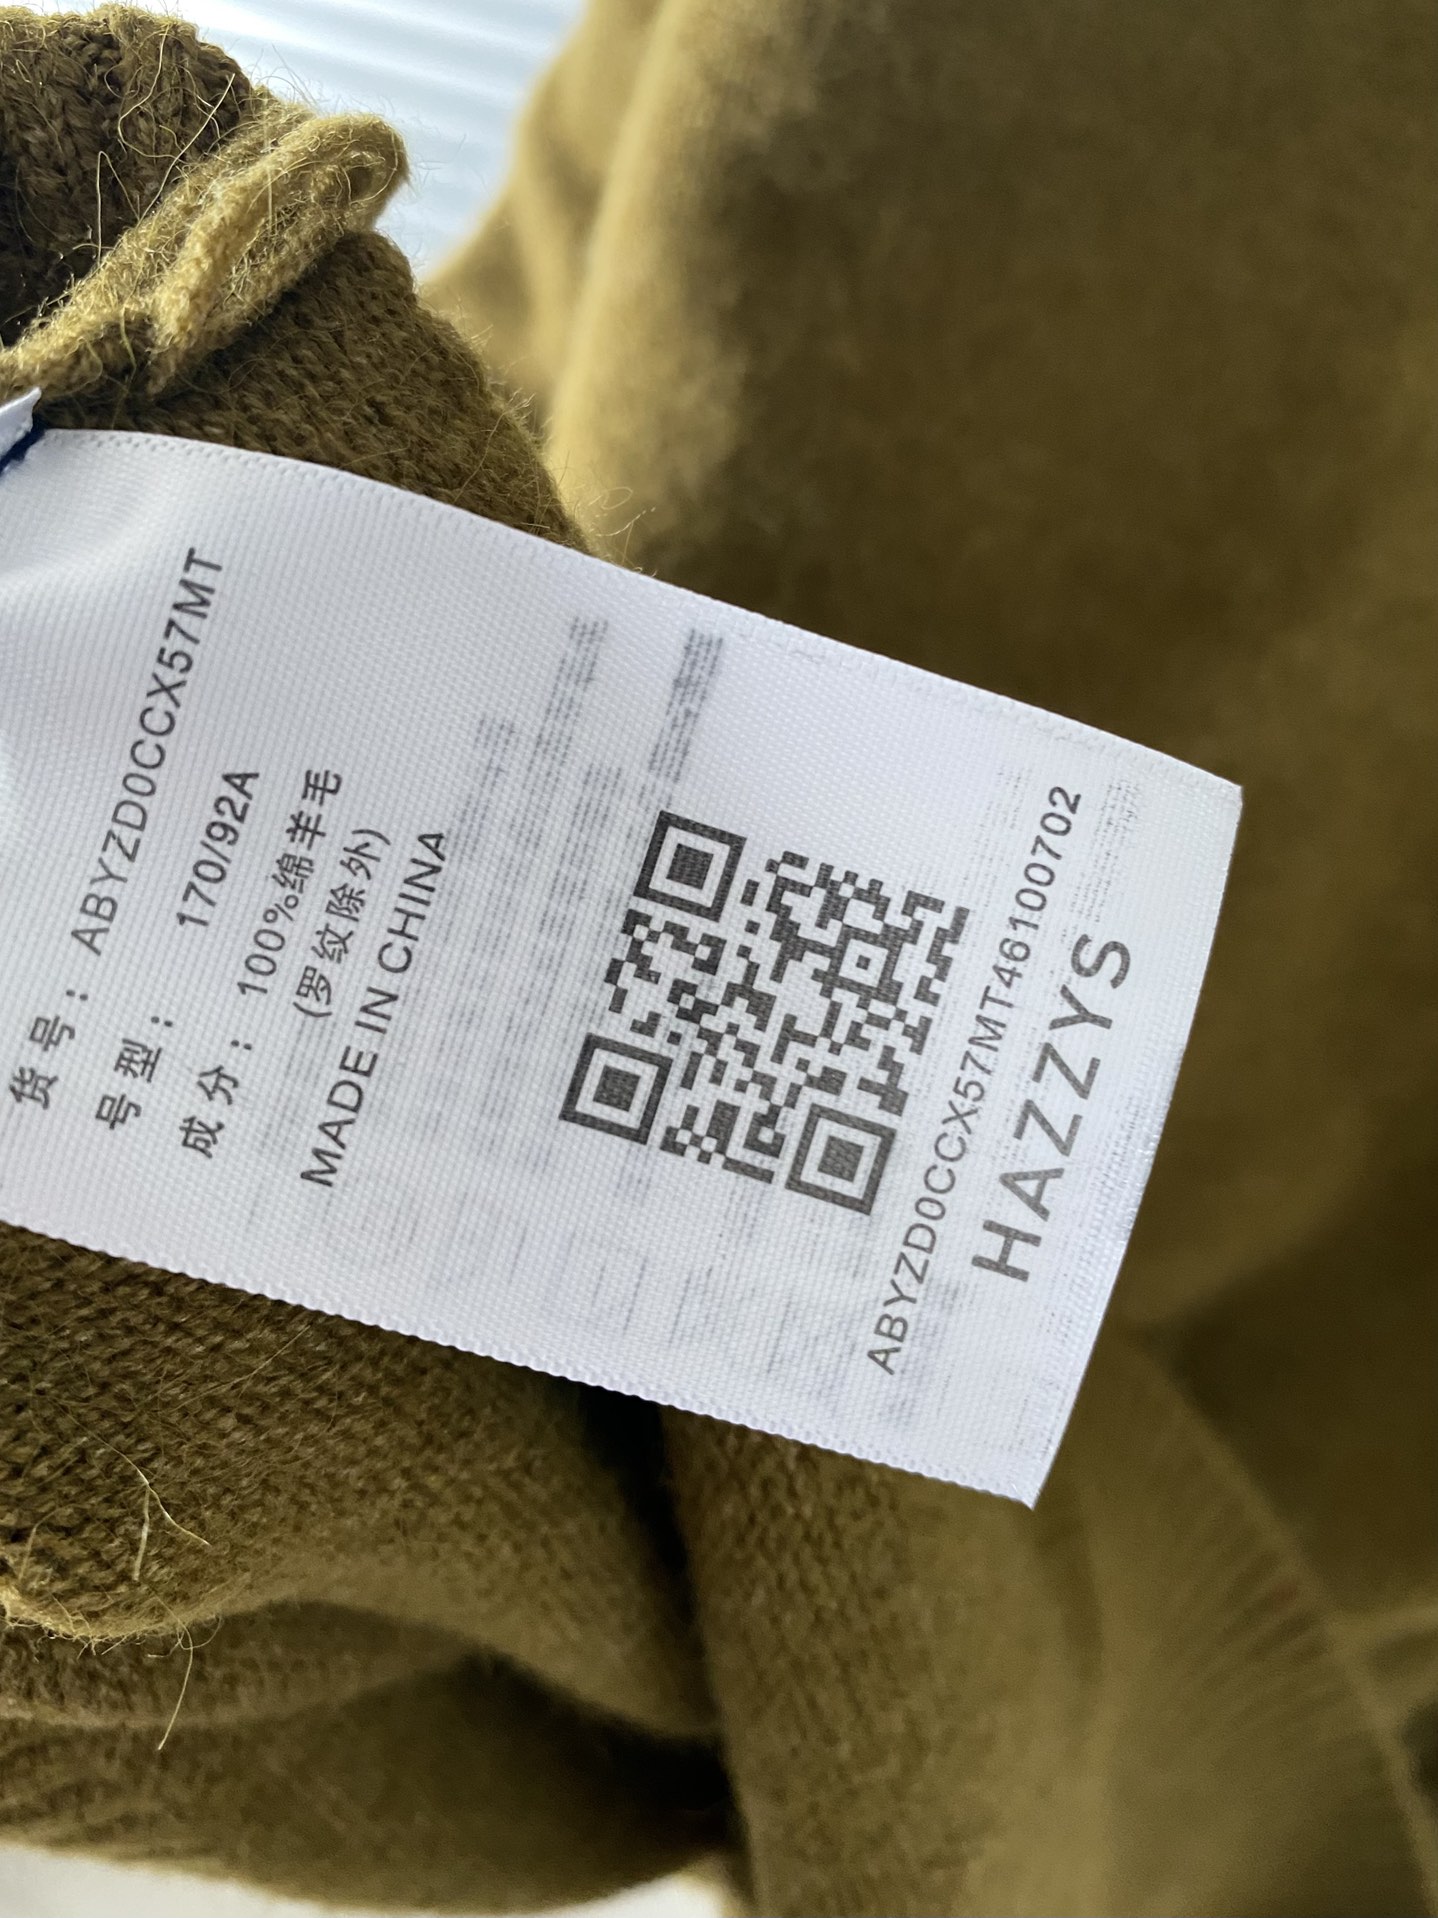 货号：ABYZD0CCX57MT
号型：170/92A
成分：100%绵羊毛
(罗纹除外)
MADE IN CHINA
ABYZD0CCX57MT46100702
HAZZYS